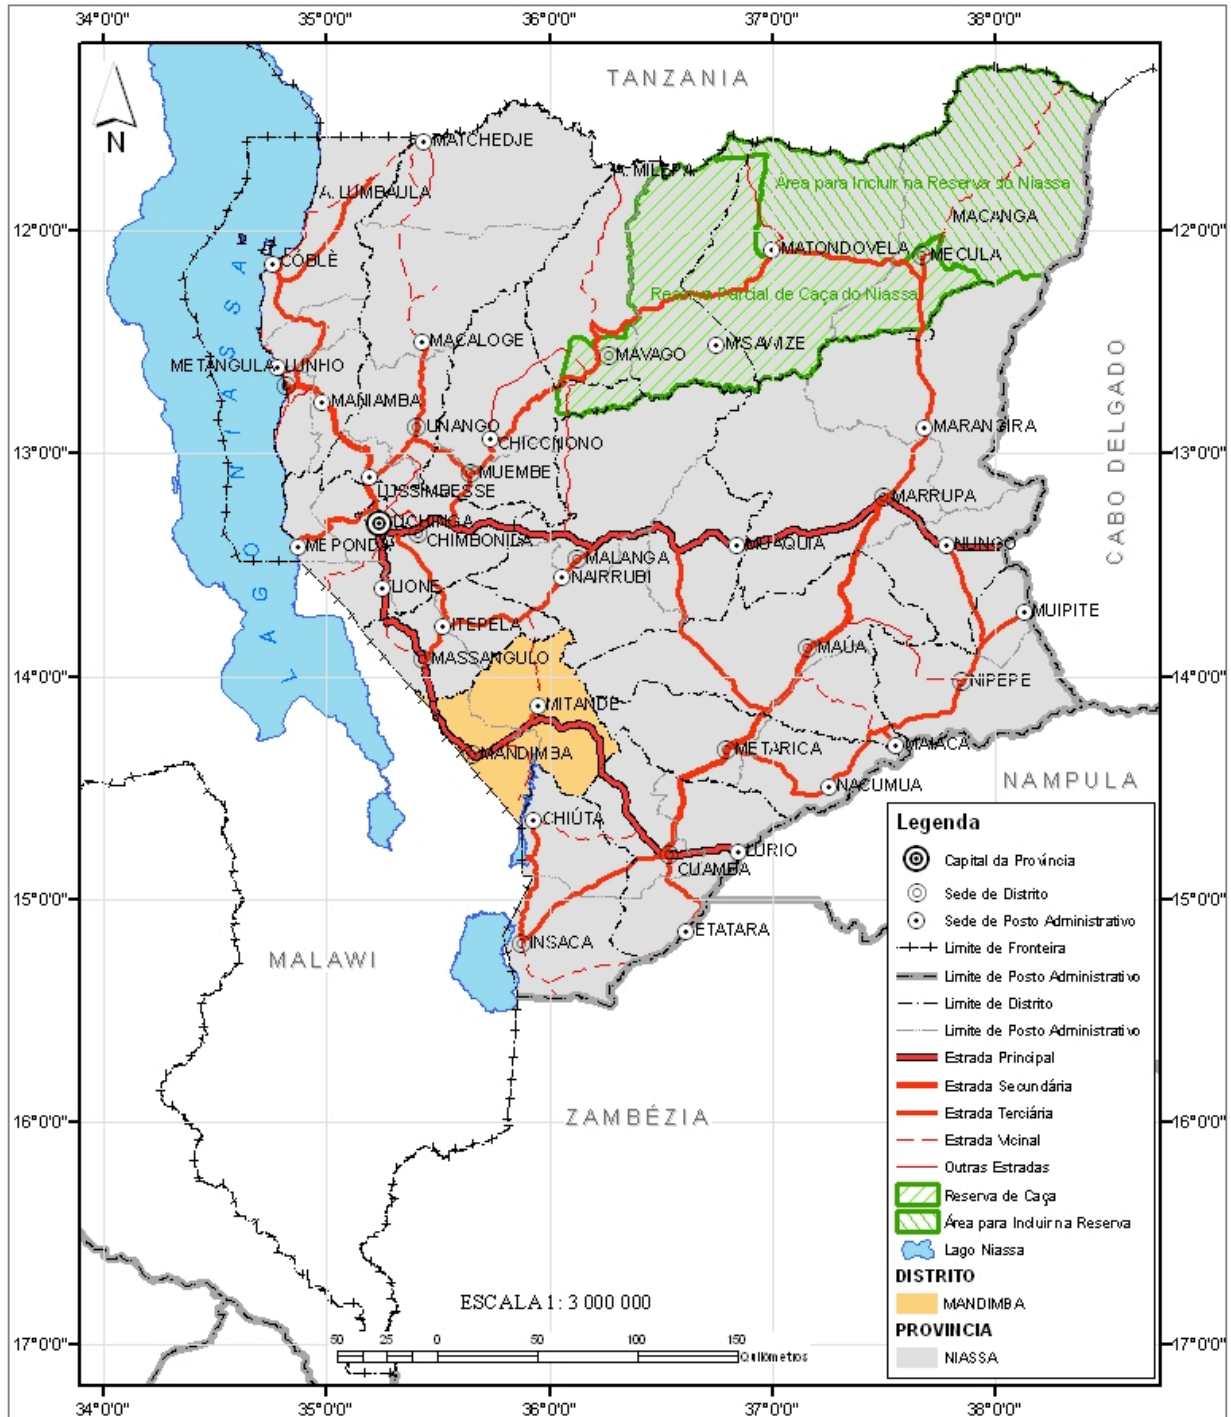 34°0'0"
35°0'0"
36°0'0"
37°0'0"
38°0'0"
TANZANIA
N
MATCHEDJE
A. MILEPA
A. LUMBAULA
Área para Incluir na Reserva do Niassa
MACANGA
12°0'0"
12°0'0"
CÓBLÈ
MATONDOVELA
MECULA
Reserva Parcial de Caça do Niassa
LAGO NIASSA
MACALOGE
MAVAGO
M'SAWIZE
METANGULA
LUNHO
MANIAMBA
UNANGO
CHICONONO
MARANGIRA
CABO DELGADO
13°0'0"
13°0'0"
MUEMBE
LUSSIMBESSE
MARRUPA
LICHINGA
CHIMBONILA
MEPONDA
MALANGA
MUAQUIA
NUNGO
NAIRRUBI
LIONE
MUIPITE
ITEPELA
MASSANGULO
MAUA
14°0'0"
14°0'0"
NIPEPE
MITANDE
MANDIMBA
METARICA
MAIACA
NACUMUA
NAMPULA
CHIÚTA
LÚRIO
CUAMBA
15°0'0"
15°0'0"
ETATARA
INSACA
MALAWI
ZAMBÉZIA
16°0'0"
16°0'0"
Legenda
Capital da Província
Sede de Distrito
Sede de Posto Administrativo
Limite de Fronteira
Limite de Posto Administrativo
Limite de Distrito
Limite de Posto Administrativo
Estrada Principal
Estrada Secundária
Estrada Terciária
Estrada Vicinal
Outras Estradas
Reserva de Caça
Área para Incluir na Reserva
Lago Niassa
DISTRITO
MANDIMBA
PROVINCIA
NIASSA
ESCALA 1: 3 000 000
50 25 0 50 100 150
Quilómetros
17°0'0"
17°0'0"
34°0'0"
35°0'0"
36°0'0"
37°0'0"
38°0'0"